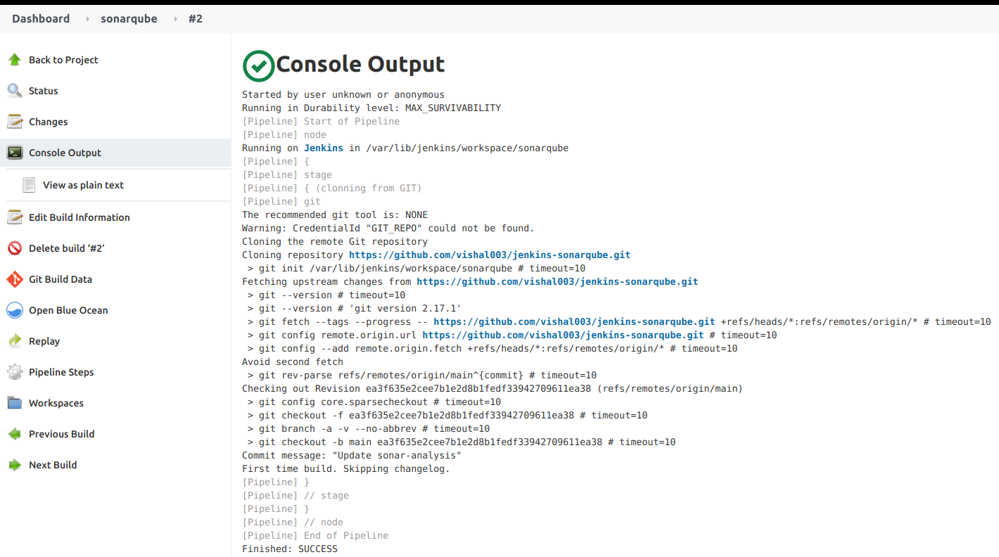 Dashboard sonarqube #2
Back to Project
Status
Changes
Console Output
View as plain text
Edit Build Information
Delete build ‘#2’
Git Build Data
Open Blue Ocean
Replay
Pipeline Steps
Workspaces
Previous Build
Next Build
Console Output
Started by user unknown or anonymous
Running in Durability level: MAX_SURVIVABILITY
[Pipeline] Start of Pipeline
[Pipeline] node
Running on Jenkins in /var/lib/jenkins/workspace/sonarqube
[Pipeline] {
[Pipeline] stage
[Pipeline] { (clonning from GIT)
[Pipeline] git
The recommended git tool is: NONE
Warning: CredentialId "GIT_REPO" could not be found.
Cloning the remote Git repository
Cloning repository https://github.com/vishal003/jenkins-sonarqube.git
 > git init /var/lib/jenkins/workspace/sonarqube # timeout=10
Fetching upstream changes from https://github.com/vishal003/jenkins-sonarqube.git
 > git --version # timeout=10
 > git --version # 'git version 2.17.1'
 > git fetch --tags --progress -- https://github.com/vishal003/jenkins-sonarqube.git +refs/heads/*:refs/remotes/origin/* # timeout=10
 > git config remote.origin.url https://github.com/vishal003/jenkins-sonarqube.git # timeout=10
 > git config --add remote.origin.fetch +refs/heads/*:refs/remotes/origin/* # timeout=10
Avoid second fetch
 > git rev-parse refs/remotes/origin/main^{commit} # timeout=10
Checking out Revision ea3f635e2cee7b1e2d8b1fedf33942709611ea38 (refs/remotes/origin/main)
 > git config core.sparsecheckout # timeout=10
 > git checkout -f ea3f635e2cee7b1e2d8b1fedf33942709611ea38 # timeout=10
 > git branch -a -v --no-abbrev # timeout=10
 > git checkout -b main ea3f635e2cee7b1e2d8b1fedf33942709611ea38 # timeout=10
Commit message: "Update sonar-analysis"
First time build. Skipping changelog.
[Pipeline] }
[Pipeline] // stage
[Pipeline] }
[Pipeline] // node
[Pipeline] End of Pipeline
Finished: SUCCESS